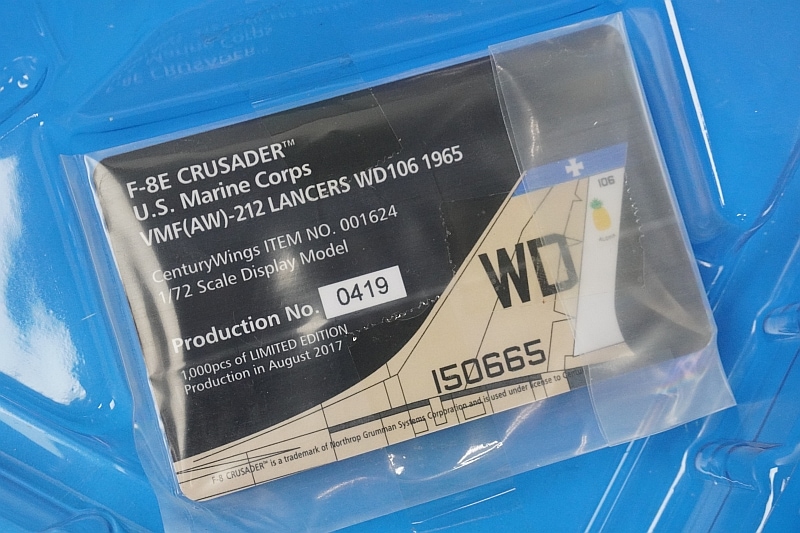 F-8E CRUSADER™
U.S. Marine Corps
VMF(AW)-212 LANCERS WD106 1965
CenturyWings ITEM NO. 001624
1/72 Scale Display Model
Production No. 0419
1,000pcs of LIMITED EDITION
Production in August 2017
106
WD
150665
F-8 CRUSADER™ is a trademark of Northrop Grumman Systems Corporation and is used under license to